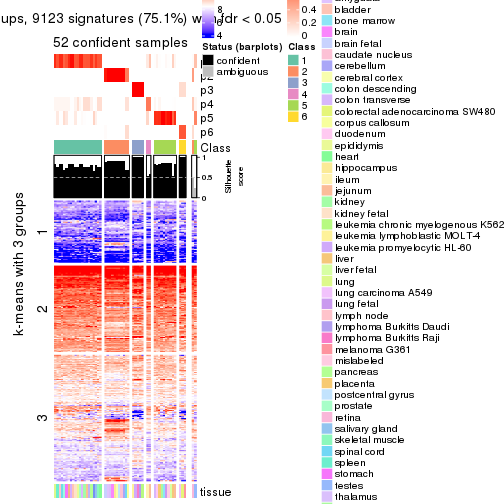 ups, 9123 signatures (75.1%) with fdr < 0.05
52 confident samples
p3
p4
p5
p6
Class
1
0.5
0
Silhouette
score
k-means with 3 groups
1
2
3
tissue
8
6
Status (barplots)
confident
ambiguous
0.4
0.2
0
Class
1
2
3
4
5
6
bladder
bone marrow
brain
brain fetal
caudate nucleus
cerebellum
cerebral cortex
colon descending
colon transverse
colorectal adenocarcinoma SW480
corpus callosum
duodenum
epididymis
heart
hippocampus
ileum
jejunum
kidney
kidney fetal
leukemia chronic myelogenous K562
leukemia lymphoblastic MOLT-4
leukemia promyelocytic HL-60
liver
liver fetal
lung
lung carcinoma A549
lung fetal
lymph node
lymphoma Burkitts Daudi
lymphoma Burkitts Raji
melanoma G361
mislabeled
pancreas
placenta
postcentral gyrus
prostate
retina
salivary gland
skeletal muscle
spinal cord
spleen
stomach
testes
thalamus